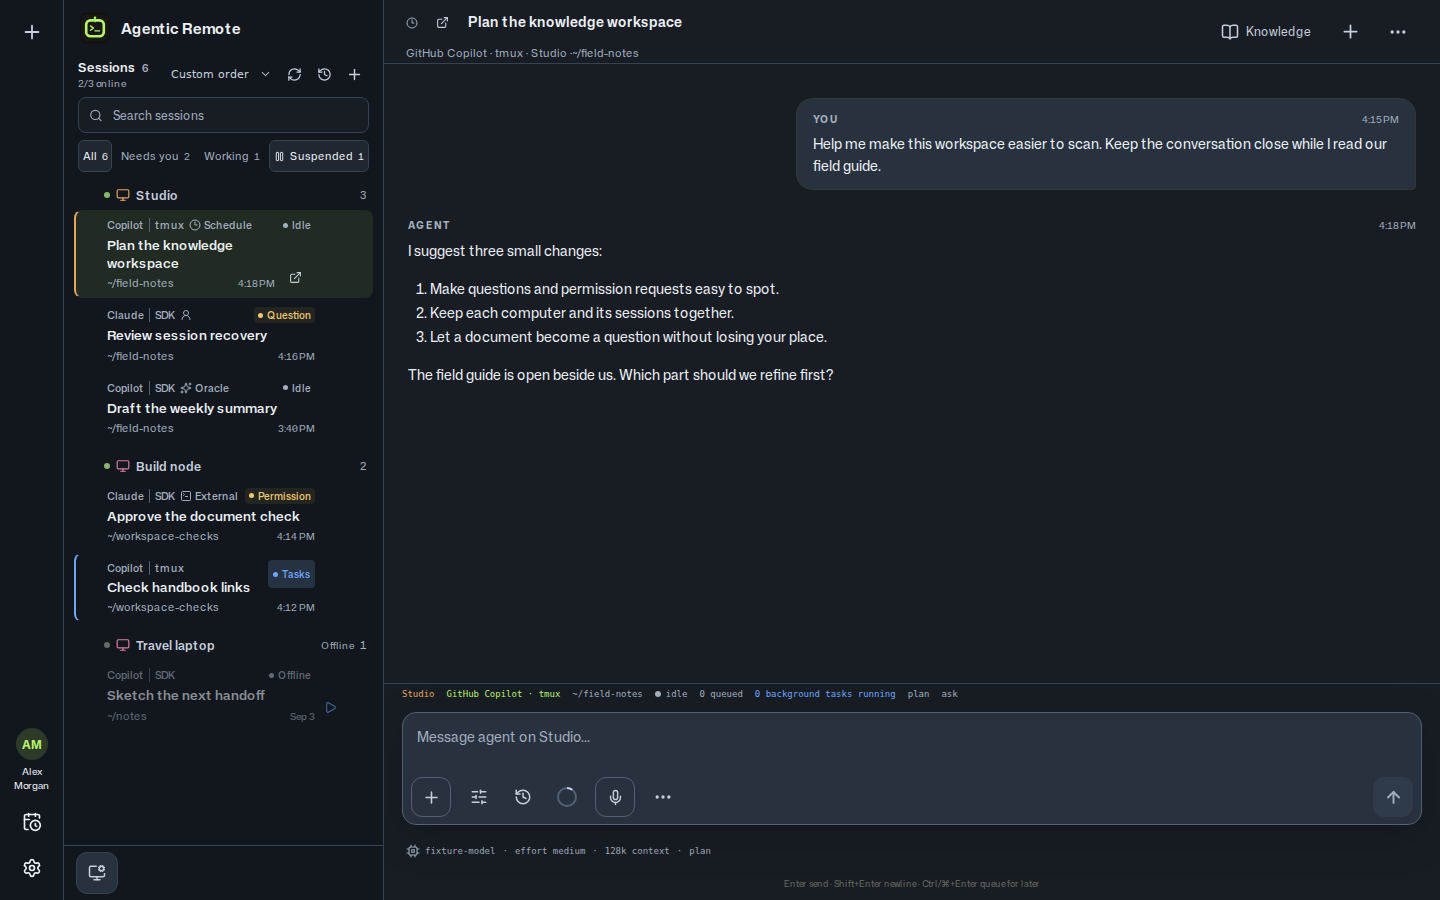 Agentic Remote
Sessions 6
2/3 online
Custom order
Search sessions
All 6
Needs you 2
Working 1
Suspended 1
Studio 3
Copilot | tmux Schedule Idle
Plan the knowledge
workspace
~/field-notes 4:18 PM
Claude | SDK Question
Review session recovery
~/field-notes 4:16 PM
Copilot | SDK Oracle Idle
Draft the weekly summary
~/field-notes 3:40 PM
Build node 2
Claude | SDK External Permission
Approve the document check
~/workspace-checks 4:14 PM
Copilot | tmux Tasks
Check handbook links
~/workspace-checks 4:12 PM
Travel laptop Offline 1
Copilot | SDK Offline
Sketch the next handoff
~/notes Sep 3
AM
Alex
Morgan
Plan the knowledge workspace
GitHub Copilot · tmux · Studio · ~/field-notes
Knowledge
YOU 4:15 PM
Help me make this workspace easier to scan. Keep the conversation close while I read our
field guide.
AGENT 4:18 PM
I suggest three small changes:
1. Make questions and permission requests easy to spot.
2. Keep each computer and its sessions together.
3. Let a document become a question without losing your place.
The field guide is open beside us. Which part should we refine first?
Studio GitHub Copilot · tmux ~/field-notes idle 0 queued 0 background tasks running plan ask
Message agent on Studio...
fixture-model · effort medium · 128k context · plan
Enter send · Shift+Enter newline · Ctrl/⌘+Enter queue for later